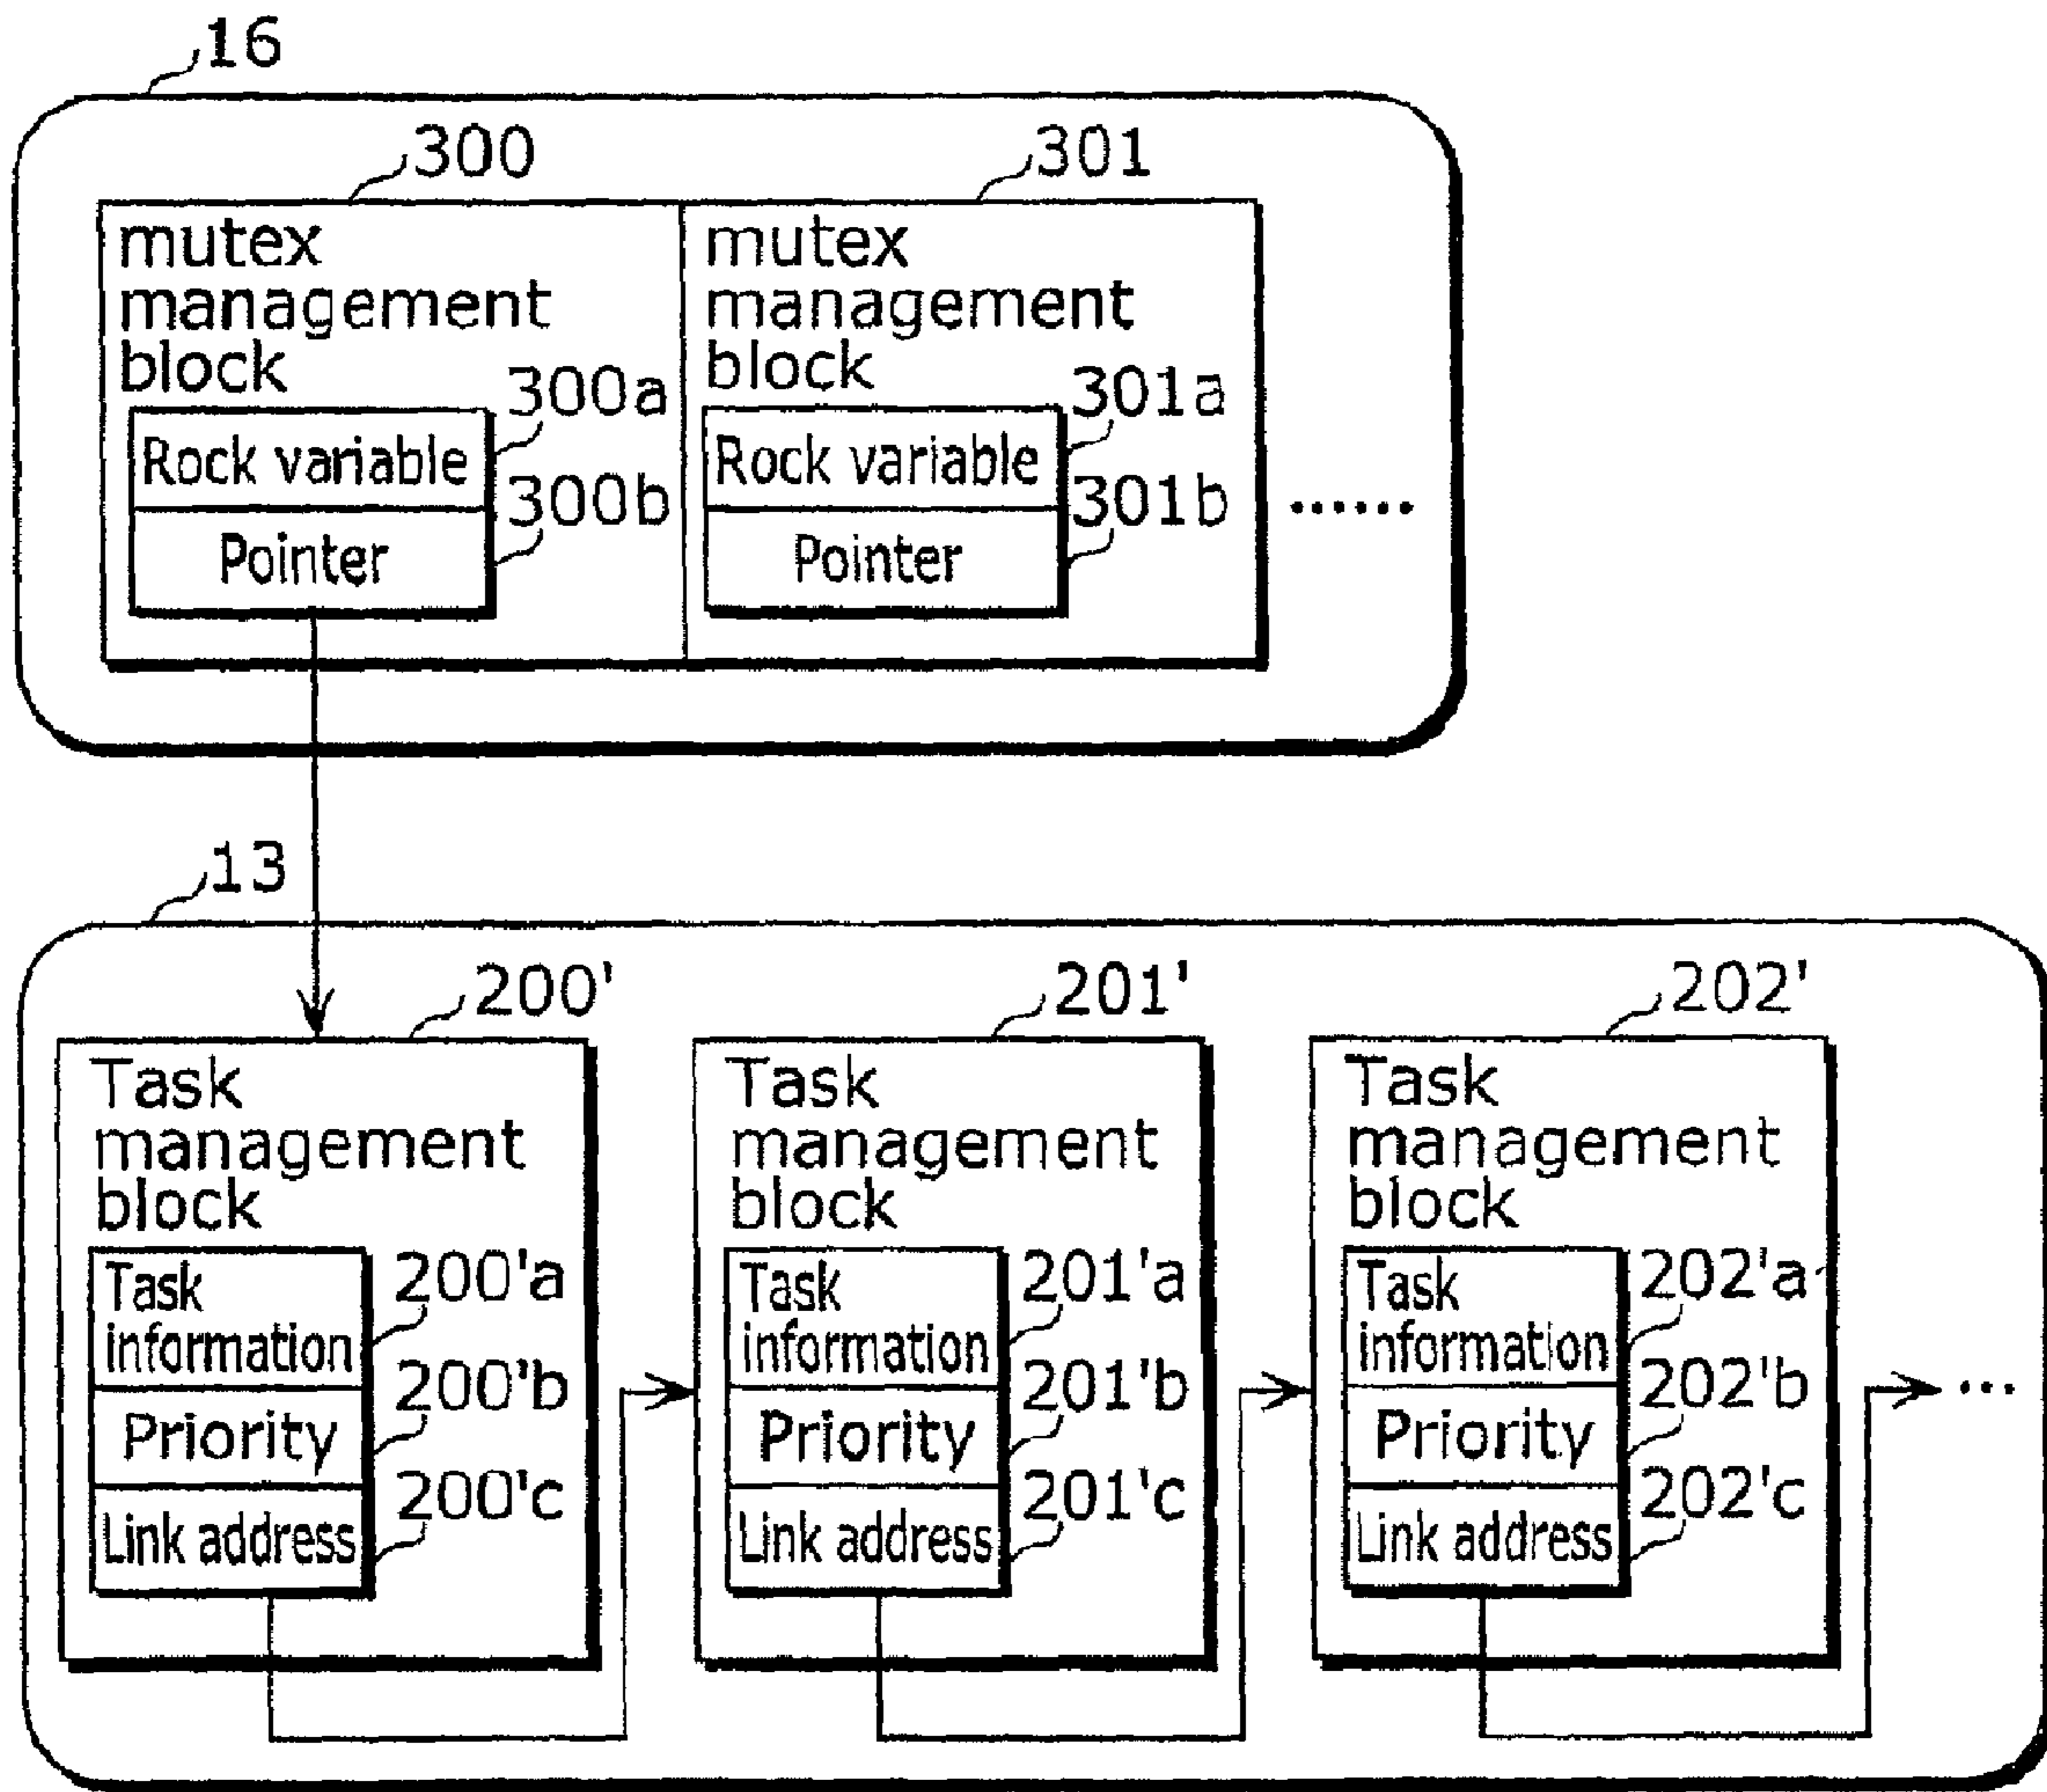 16
300
301
mutex
management
block
mutex
management
block
300a
301a
Rock variable
Rock variable
300b
301b
Pointer
Pointer
......
13
200'
201'
202'
Task
management
block
Task
management
block
Task
management
block
Task
information
200'a
Priority
200'b
Link address
200'c
Task
information
201'a
Priority
201'b
Link address
201'c
Task
information
202'a
Priority
202'b
Link address
202'c
...